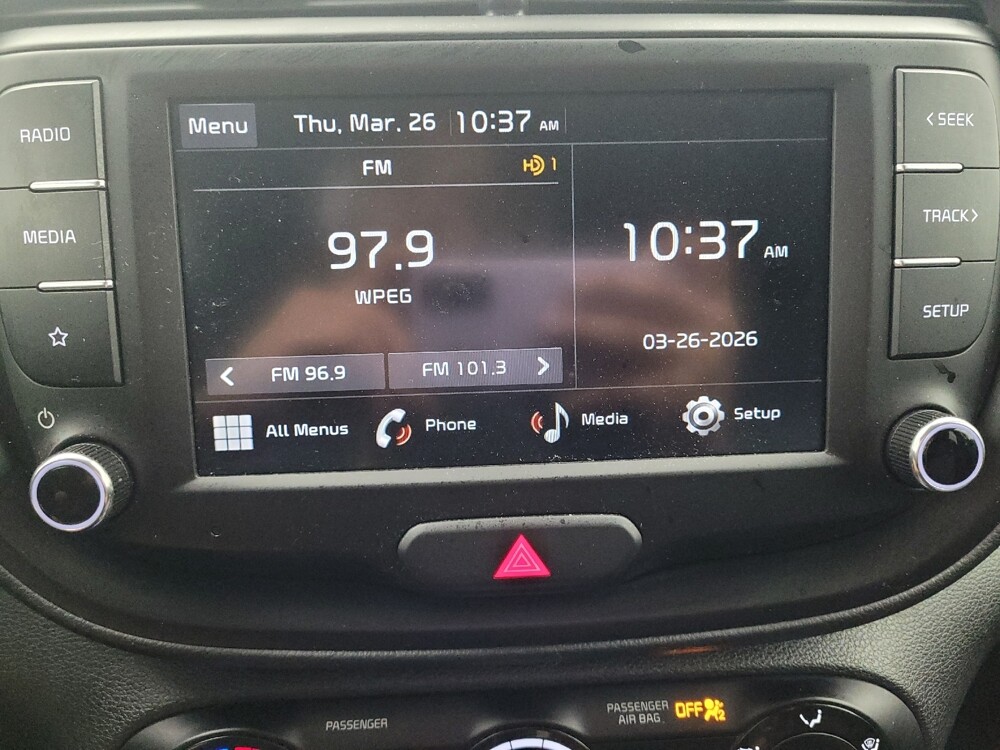 RADIO
MEDIA
Menu
Thu, Mar. 26
10:37 AM
FM
HD 1
97.9
WPEG
< FM 96.9
FM 101.3 >
10:37 AM
03-26-2026
All Menus
Phone
Media
Setup
< SEEK
TRACK >
SETUP
PASSENGER
PASSENGER
AIR BAG
OFF
2